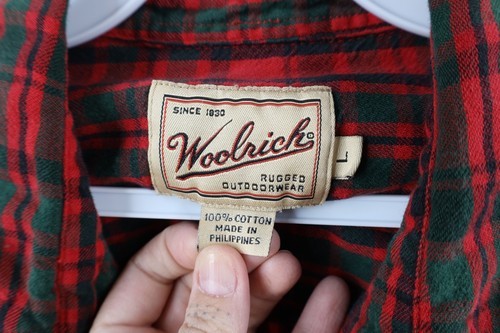 SINCE 1830
Woolrich®
RUGGED
OUTDOORWEAR
L
100% COTTON
MADE IN
PHILIPPINES